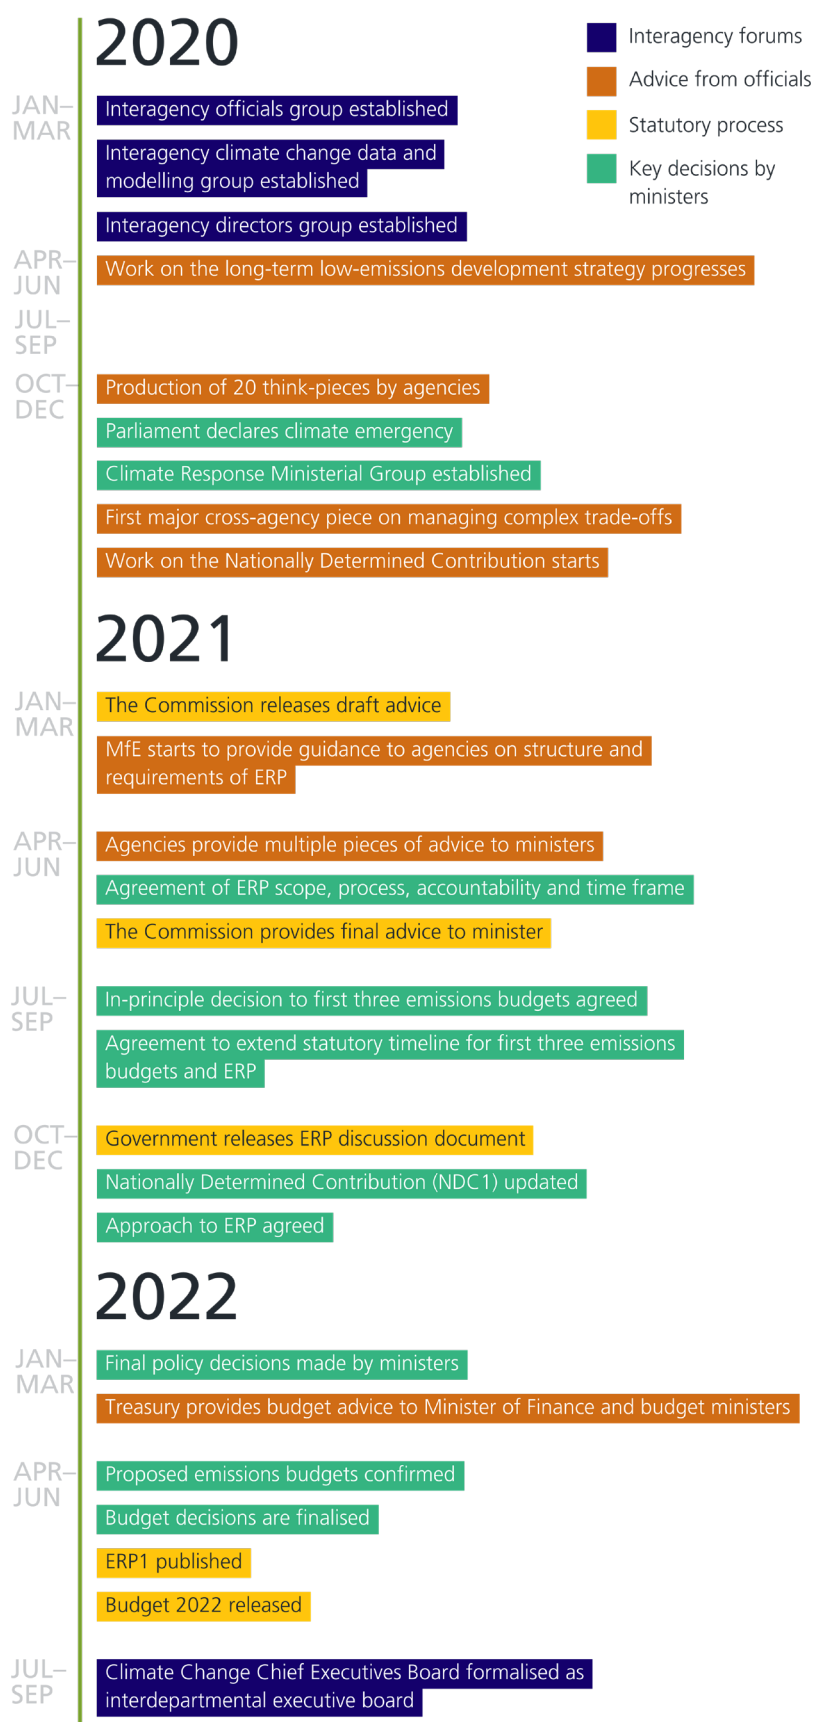 2020
Interagency forums
Advice from officials
Statutory process
Key decisions by
ministers
JAN–
MAR
Interagency officials group established
Interagency climate change data and
modelling group established
Interagency directors group established
APR–
JUN
Work on the long-term low-emissions development strategy progresses
JUL–
SEP
OCT–
DEC
Production of 20 think-pieces by agencies
Parliament declares climate emergency
Climate Response Ministerial Group established
First major cross-agency piece on managing complex trade-offs
Work on the Nationally Determined Contribution starts
2021
JAN–
MAR
The Commission releases draft advice
MfE starts to provide guidance to agencies on structure and
requirements of ERP
APR–
JUN
Agencies provide multiple pieces of advice to ministers
Agreement of ERP scope, process, accountability and time frame
The Commission provides final advice to minister
JUL–
SEP
In-principle decision to first three emissions budgets agreed
Agreement to extend statutory timeline for first three emissions
budgets and ERP
OCT–
DEC
Government releases ERP discussion document
Nationally Determined Contribution (NDC1) updated
Approach to ERP agreed
2022
JAN–
MAR
Final policy decisions made by ministers
Treasury provides budget advice to Minister of Finance and budget ministers
APR–
JUN
Proposed emissions budgets confirmed
Budget decisions are finalised
ERP1 published
Budget 2022 released
JUL–
SEP
Climate Change Chief Executives Board formalised as
interdepartmental executive board